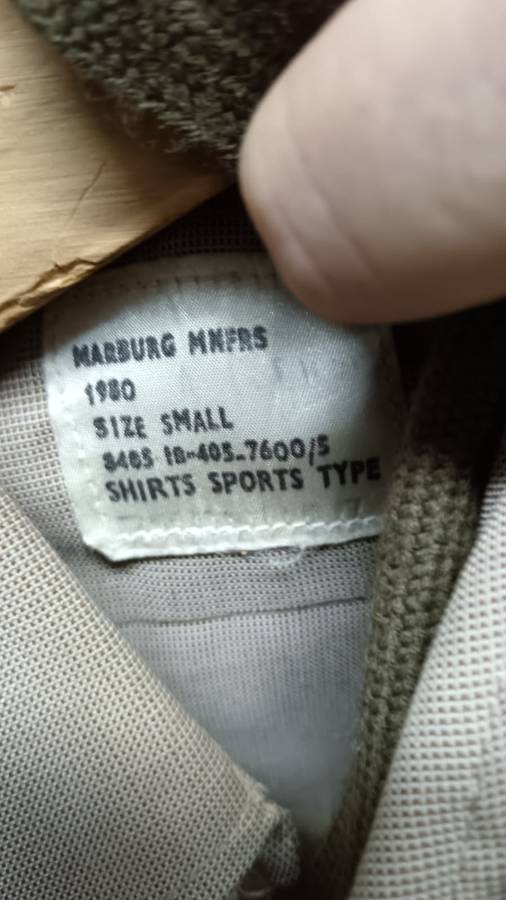 MARBURG MNFRS
1980
SIZE SMALL
8405 18-405-7600/5
SHIRTS SPORTS TYPE